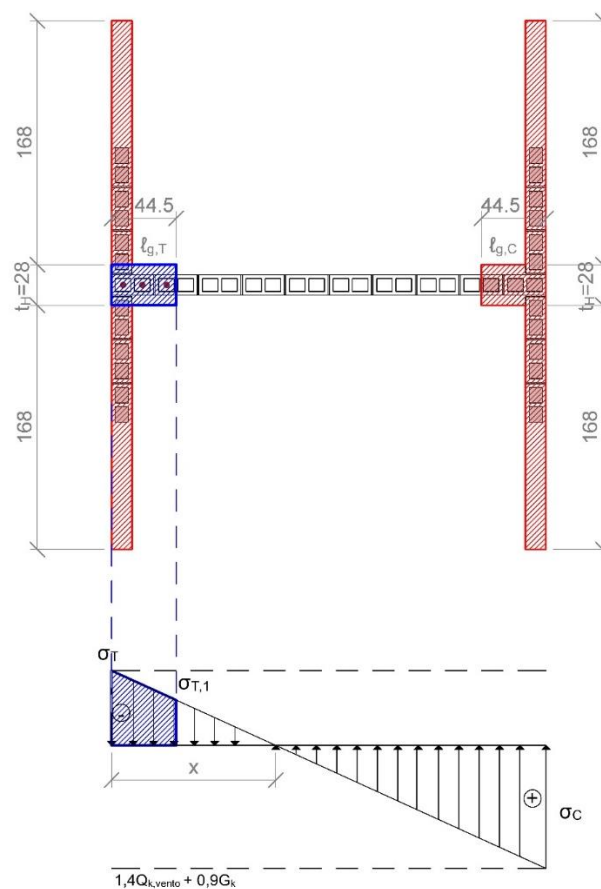 168
168
44.5
44.5
ℓg,T
ℓg,C
tH=28
tH=28
168
168
σT
σT,1
-
x
+
σC
1,4Qk,vento + 0,9Gk